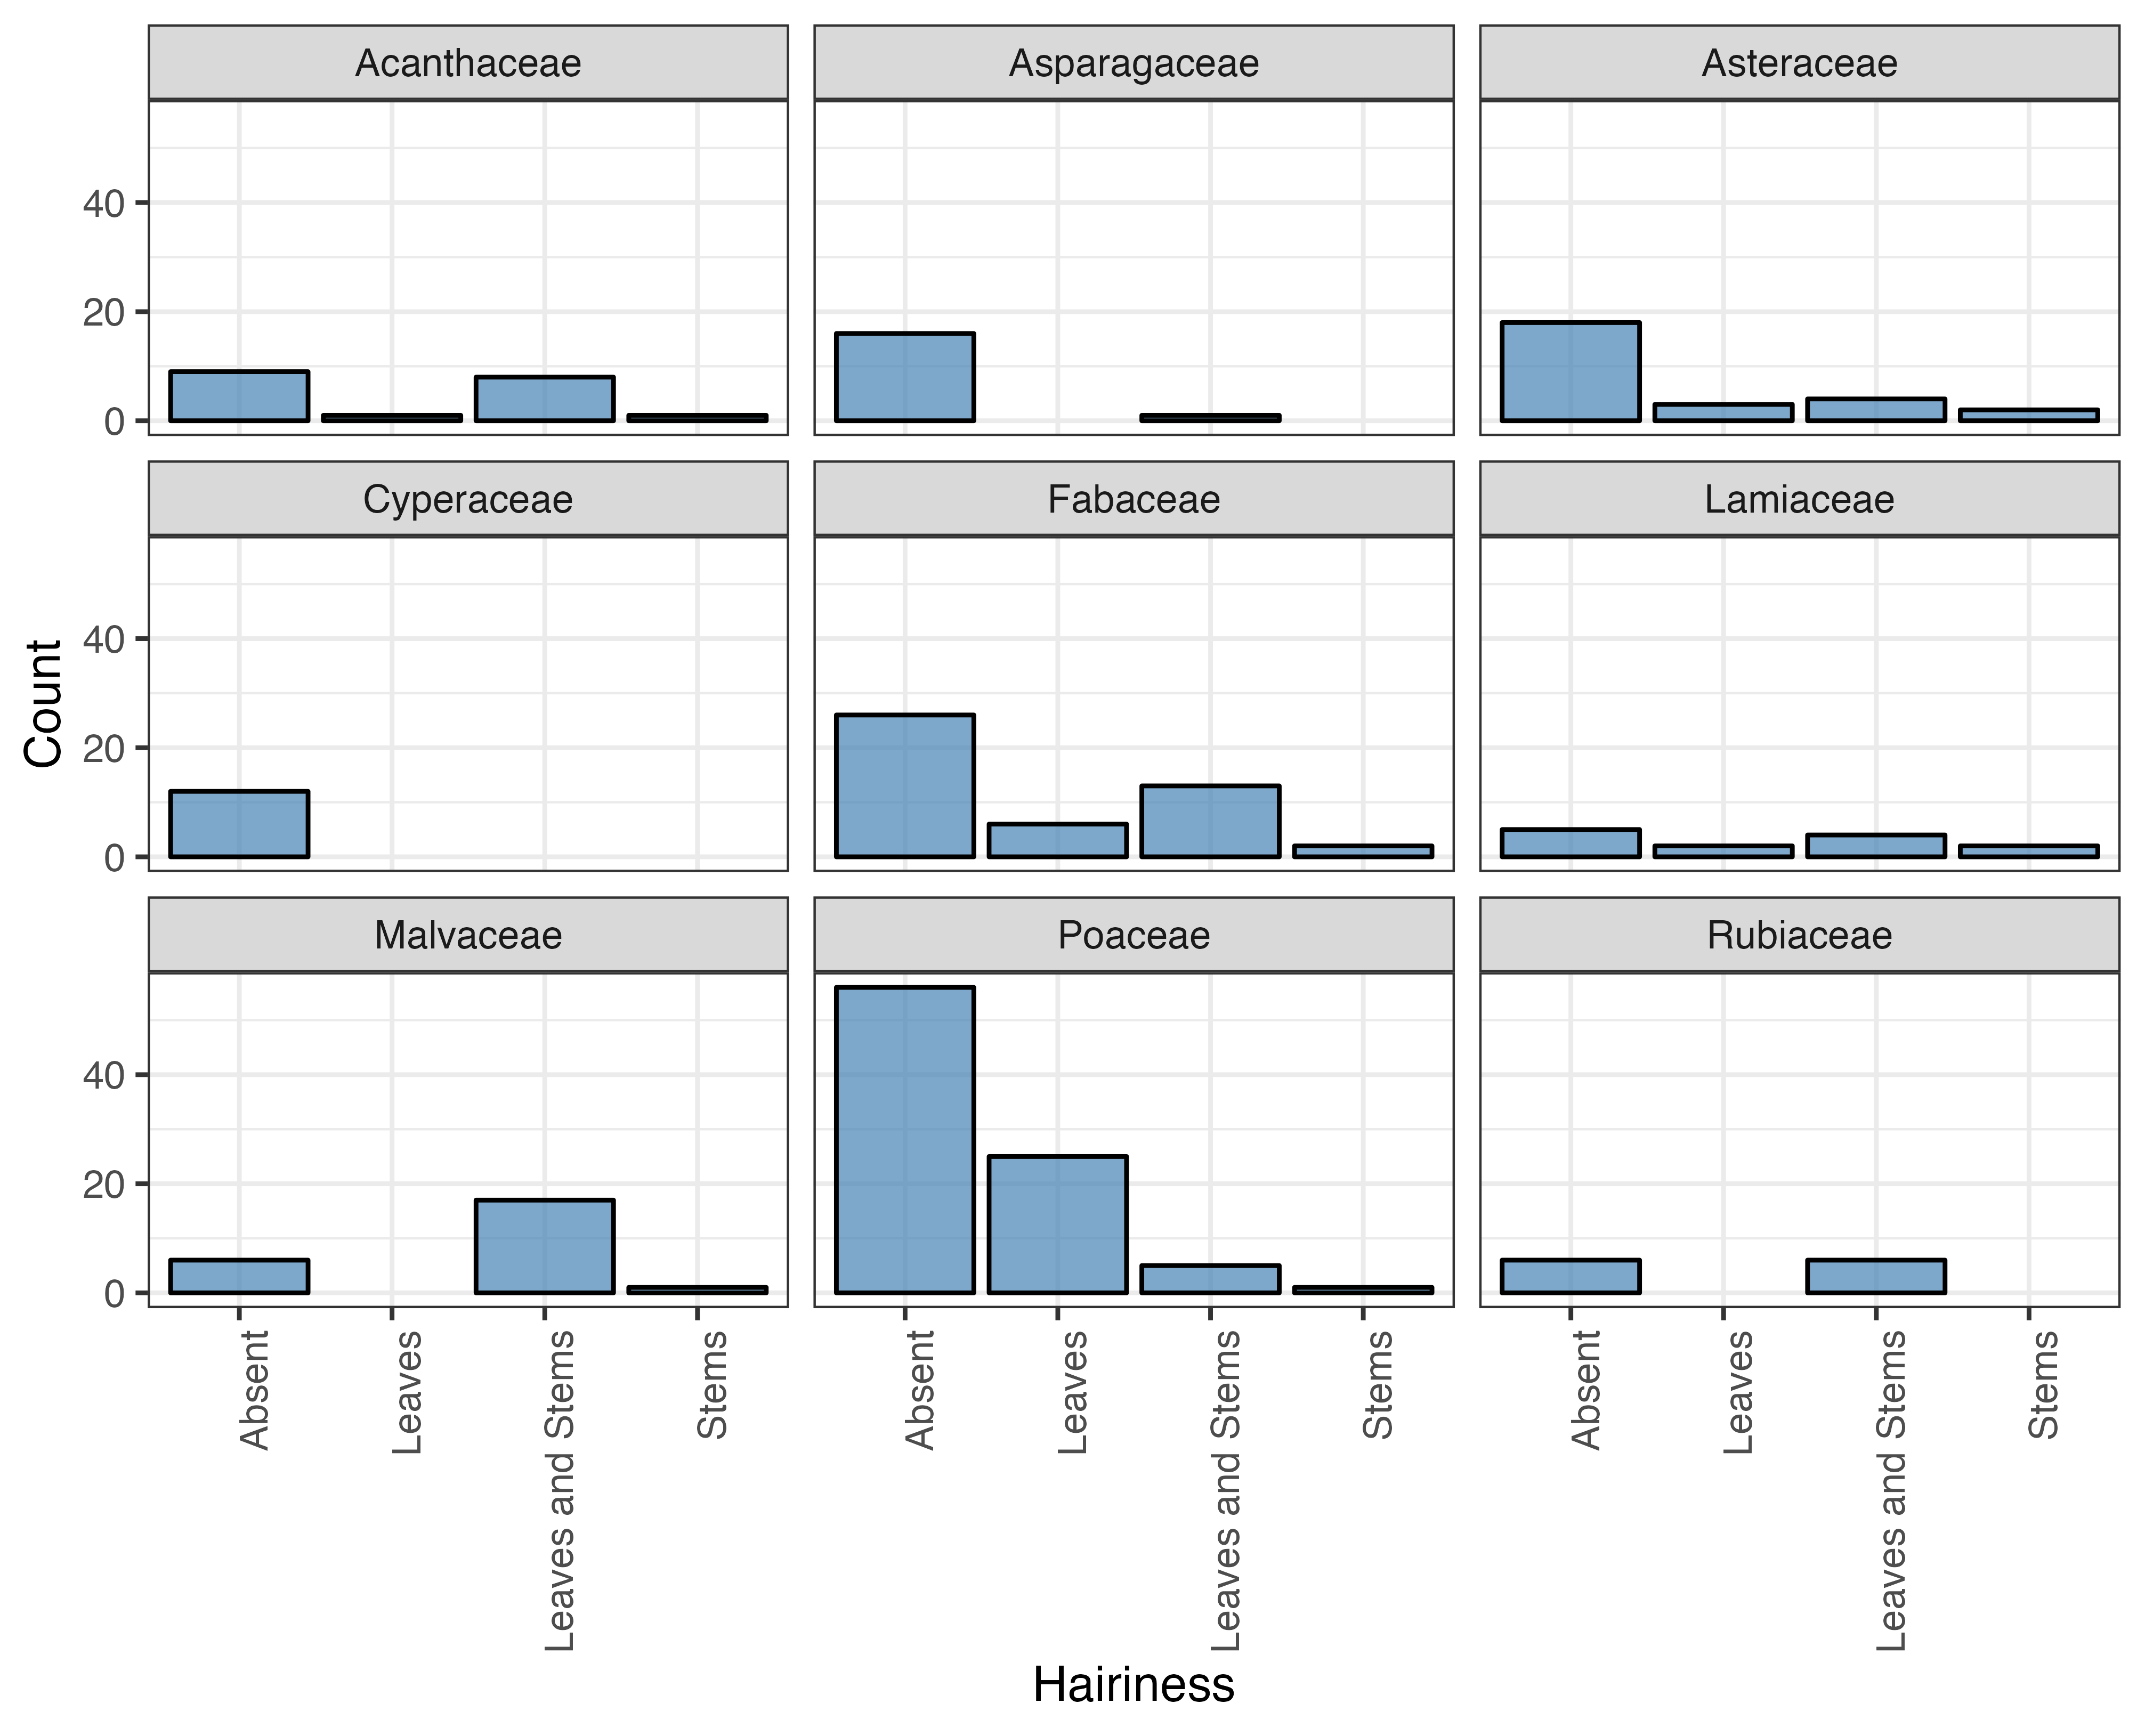 Acanthaceae
Asparagaceae
Asteraceae
40
20
0
Cyperaceae
Fabaceae
Lamiaceae
40
20
0
Count
Malvaceae
Poaceae
Rubiaceae
40
20
0
Absent
Leaves
Leaves and Stems
Stems
Absent
Leaves
Leaves and Stems
Stems
Absent
Leaves
Leaves and Stems
Stems
Hairiness